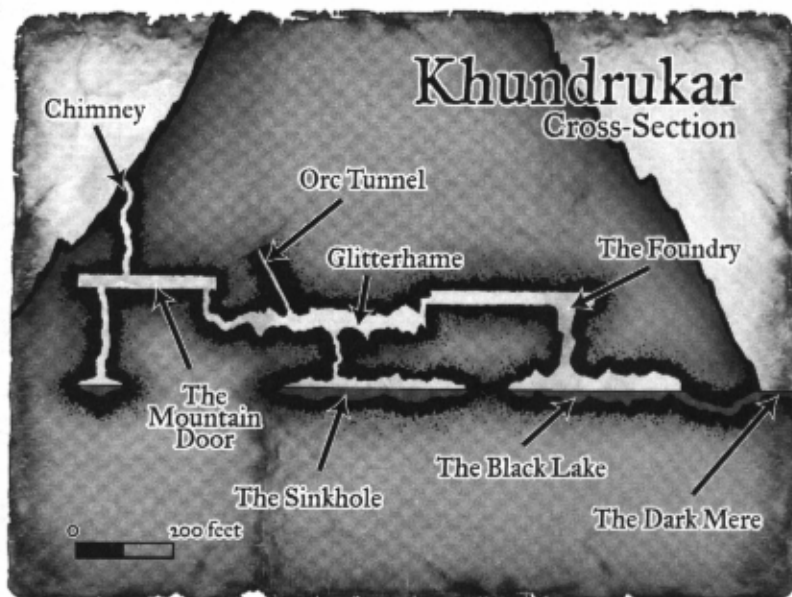 Khundrukar
Cross-Section
Chimney
Orc Tunnel
Glitterhame
The Foundry
The
Mountain
Door
The Sinkhole
The Black Lake
The Dark Mere
0
200 feet